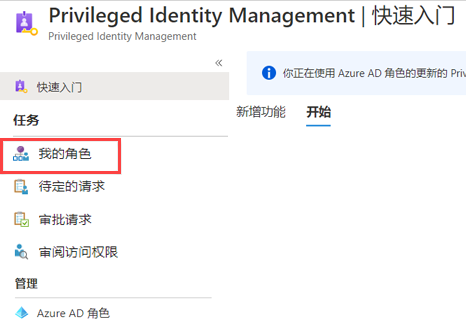 Privileged Identity Management | 快速入门
Privileged Identity Management
«
快速入门
你正在使用 Azure AD 角色的更新的 Priv
任务
新增功能 开始
我的角色
待定的请求
审批请求
审阅访问权限
管理
Azure AD 角色